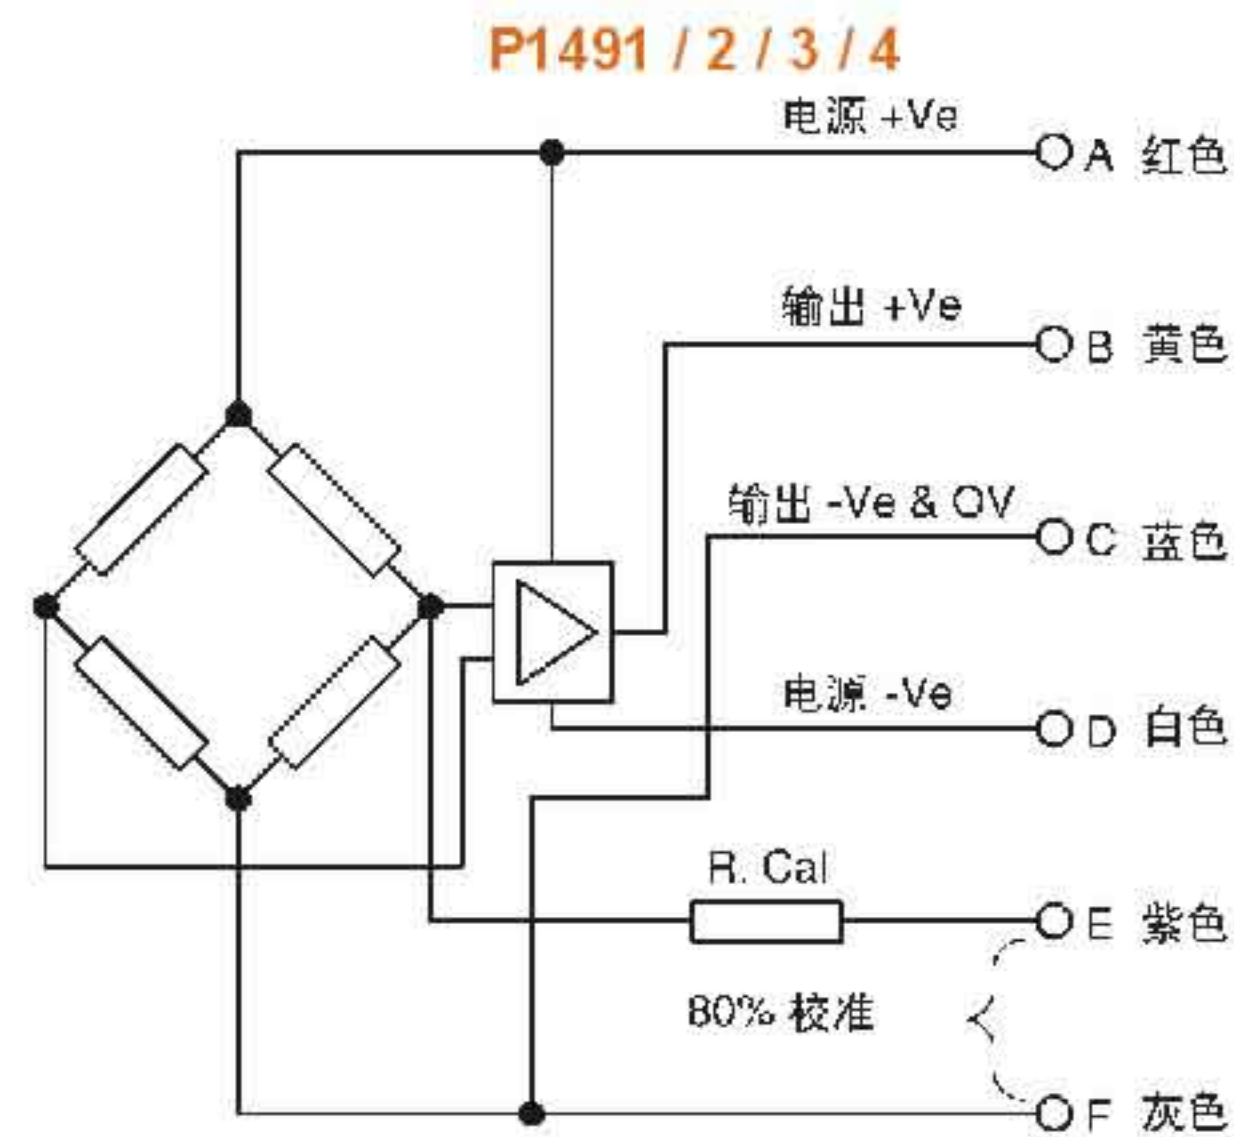 P1491 / 2 / 3 / 4
电源 +Ve
A 红色
输出 +Ve
B 黄色
输出 -Ve & OV
C 蓝色
电源 -Ve
D 白色
R. Cal
E 紫色
80% 校准
F 灰色